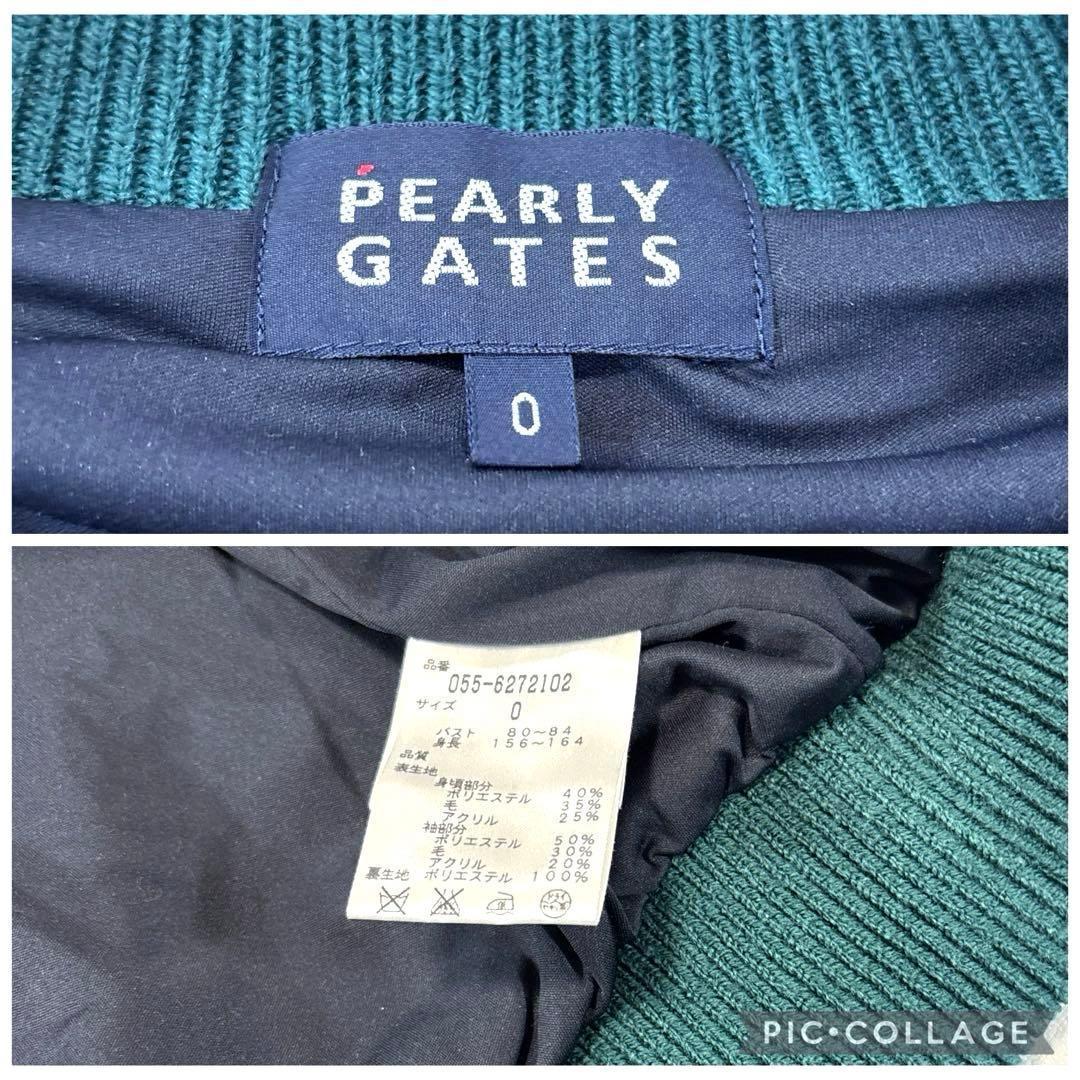 PEARLY
GATES
0
品番
055-6272102
サイズ 0
バスト 80~84
身長 156~164
品質
表生地
身頃部分
ポリエステル 40%
毛 35%
アクリル 25%
袖部分
ポリエステル 50%
毛 30%
アクリル 20%
裏生地 ポリエステル 100%
ドライ
PIC•COLLAGE